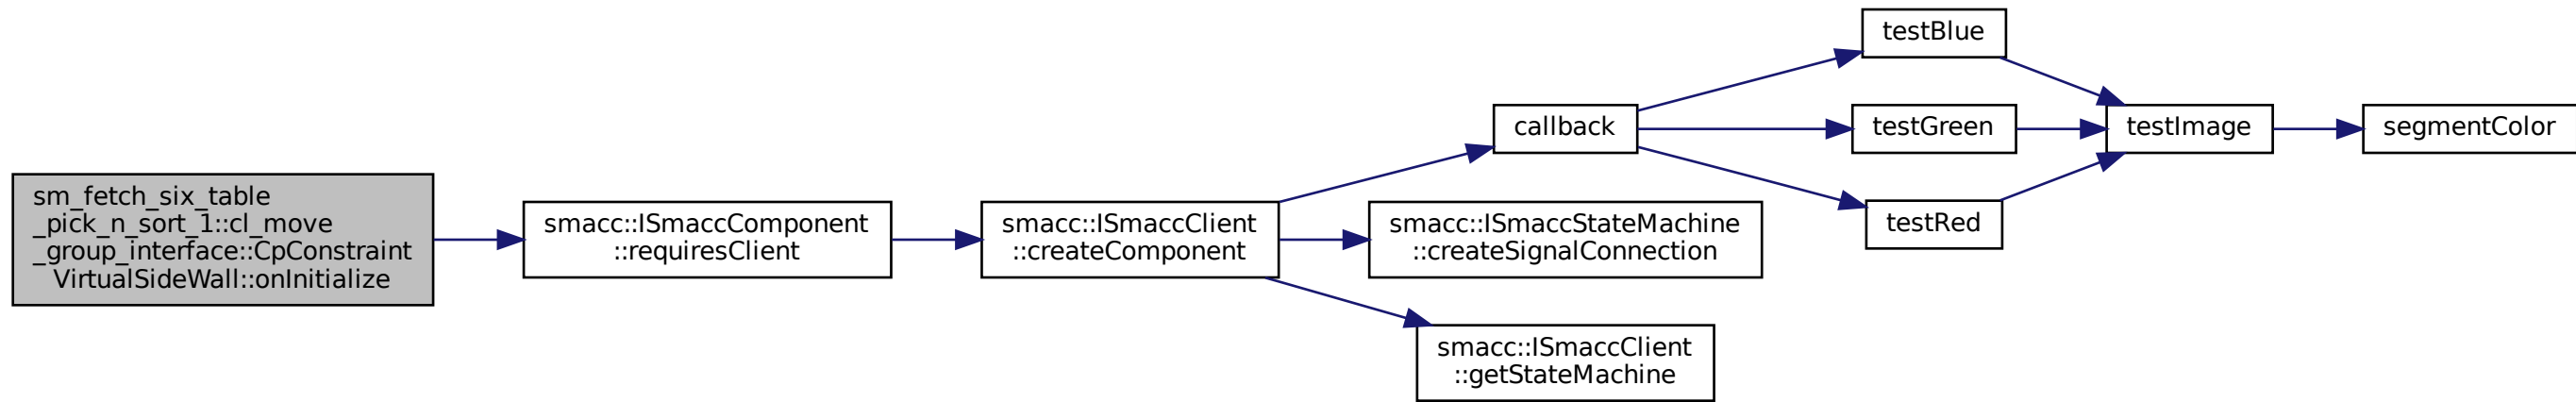 sm_fetch_six_table
_pick_n_sort_1::cl_move
_group_interface::CpConstraint
VirtualSideWall::onInitialize
smacc::ISmaccComponent
::requiresClient
smacc::ISmaccClient
::createComponent
callback
smacc::ISmaccStateMachine
::createSignalConnection
smacc::ISmaccClient
::getStateMachine
testBlue
testGreen
testRed
testImage
segmentColor